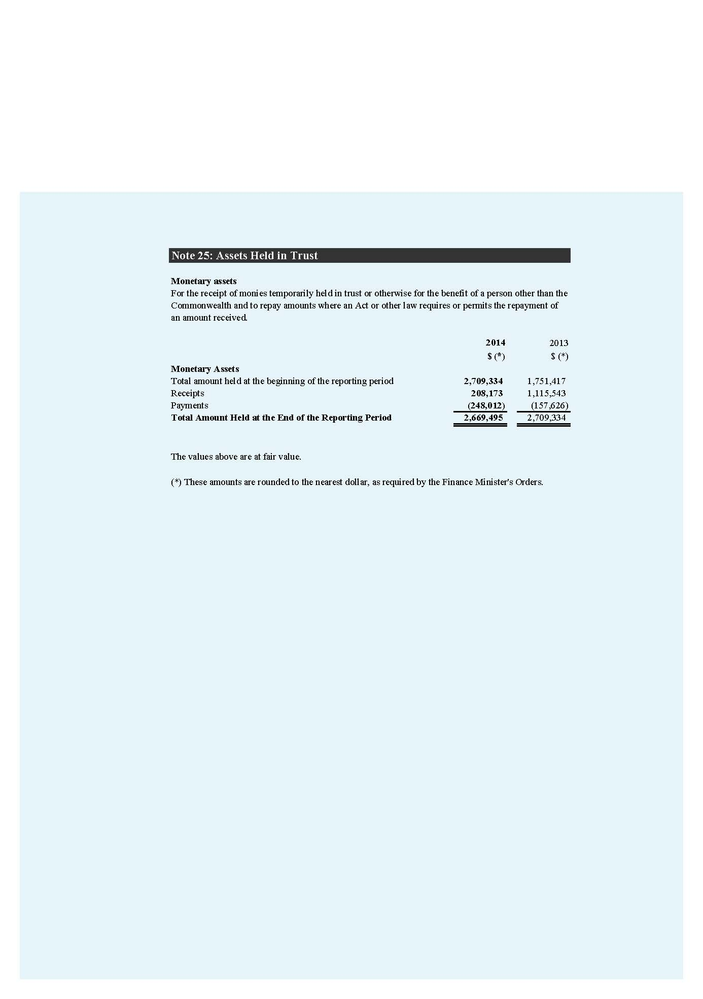 Note 25: Assets Held in Trust
Monetary assets
For the receipt of monies temporarily held in trust or otherwise for the benefit of a person other than the
Commonwealth and to repay amounts where an Act or other law requires or permits the repayment of
an amount received.
2014 2013
$ (*) $ (*)
Monetary Assets
Total amount held at the beginning of the reporting period 2,709,334 1,751,417
Receipts 208,173 1,115,543
Payments (248,012) (157,626)
Total Amount Held at the End of the Reporting Period 2,669,495 2,709,334
The values above are at fair value.
(*) These amounts are rounded to the nearest dollar, as required by the Finance Minister's Orders.